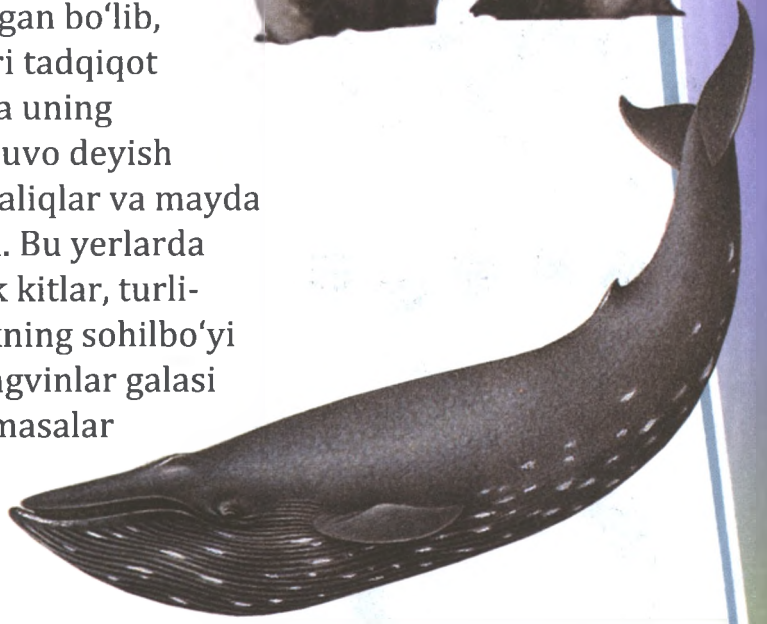 gan bo‘lib,
ri tadqiqot
a uning
uvo deyish
aliqlar va mayda
. Bu yerlarda
k kitlar, turli-
ning sohilbo‘yi
gvinlar galasi
masalar